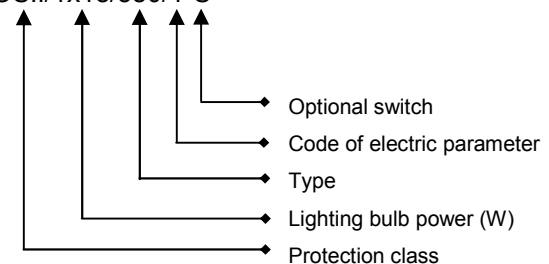 Optional switch
Code of electric parameter
Type
Lighting bulb power (W)
Protection class